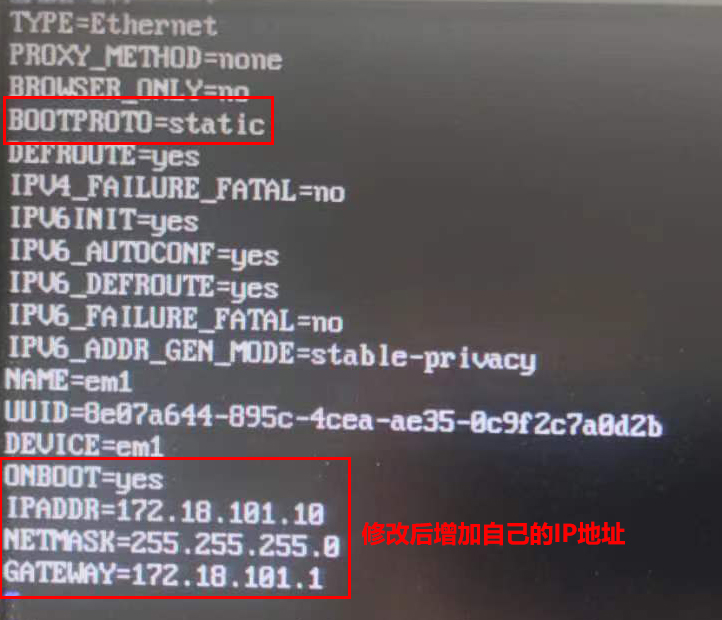 TYPE=Ethernet
PROXY_METHOD=none
BROWSER_ONLY=no
BOOTPROTO=static
DEFROUTE=yes
IPV4_FAILURE_FATAL=no
IPV6INIT=yes
IPV6_AUTOCONF=yes
IPV6_DEFROUTE=yes
IPV6_FAILURE_FATAL=no
IPV6_ADDR_GEN_MODE=stable-privacy
NAME=em1
UUID=8e07a644-895c-4cea-ae35-0c9f2c7a0d2b
DEVICE=em1
ONBOOT=yes
IPADDR=172.18.101.10
NETMASK=255.255.255.0
修改后增加自己的IP地址
GATEWAY=172.18.101.1